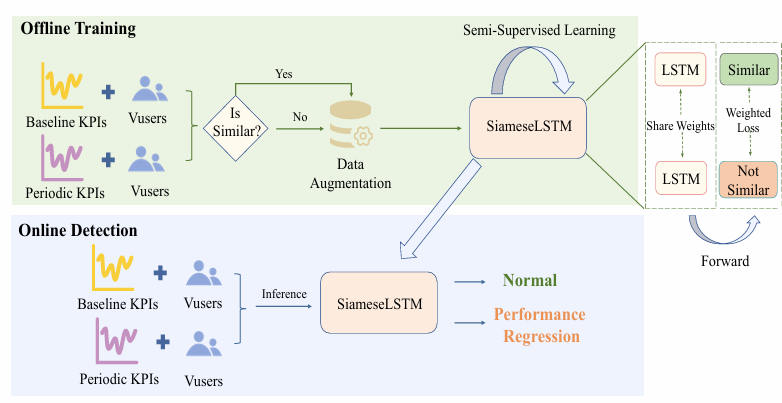 Offline Training
Semi-Supervised Learning
Yes
Is
Similar?
No
Baseline KPIs
Vusers
Periodic KPIs
Vusers
Data
Augmentation
SiameseLSTM
LSTM
Similar
Share Weights
Weighted
Loss
LSTM
Not
Similar
Forward
Online Detection
Baseline KPIs
Vusers
Inference
SiameseLSTM
Normal
Performance
Regression
Periodic KPIs
Vusers